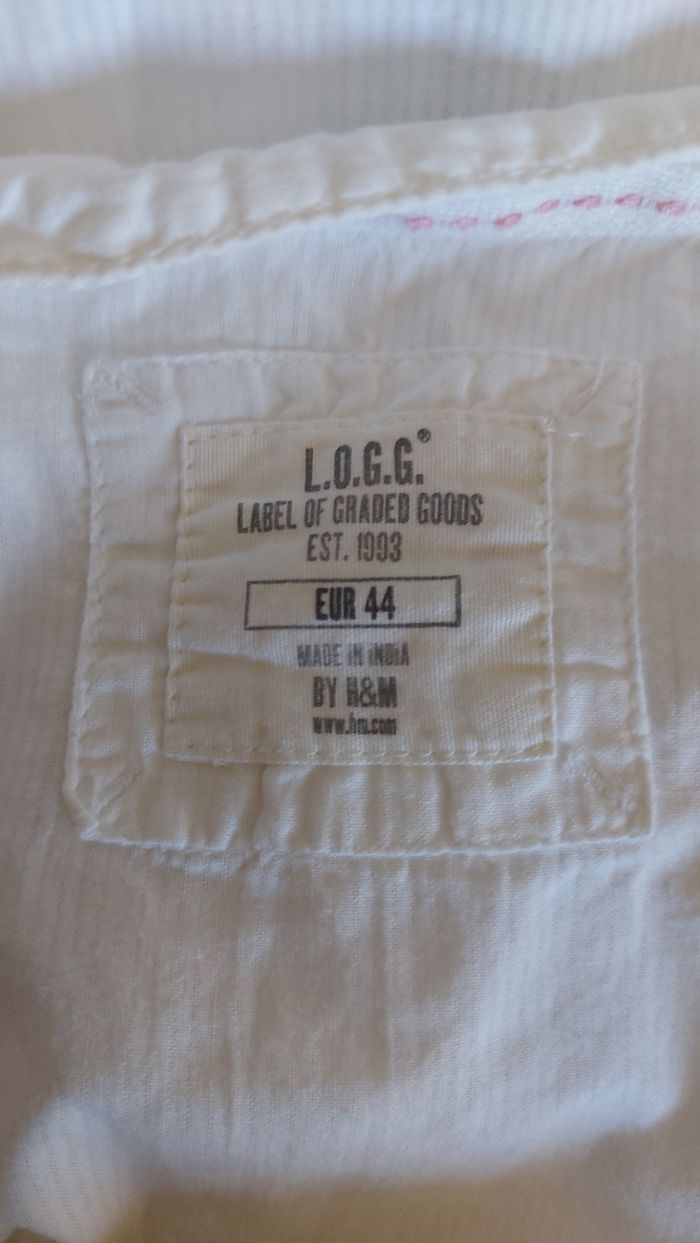 L.O.G.G.®
LABEL OF GRADED GOODS
EST. 1993
EUR 44
MADE IN INDIA
BY H&M
www.hm.com